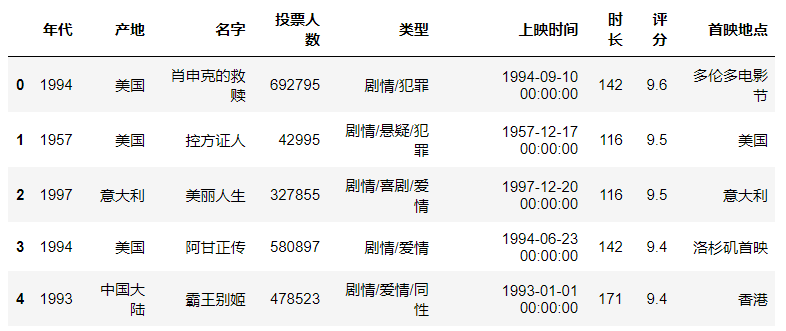 年代 产地 名字 投票人数 类型 上映时间 时长 评分 首映地点
0 1994 美国 肖申克的救赎 692795 剧情/犯罪 1994-09-10 00:00:00 142 9.6 多伦多电影节
1 1957 美国 控方证人 42995 剧情/悬疑/犯罪 1957-12-17 00:00:00 116 9.5 美国
2 1997 意大利 美丽人生 327855 剧情/喜剧/爱情 1997-12-20 00:00:00 116 9.5 意大利
3 1994 美国 阿甘正传 580897 剧情/爱情 1994-06-23 00:00:00 142 9.4 洛杉矶首映
4 1993 中国大陆 霸王别姬 478523 剧情/爱情/同性 1993-01-01 00:00:00 171 9.4 香港